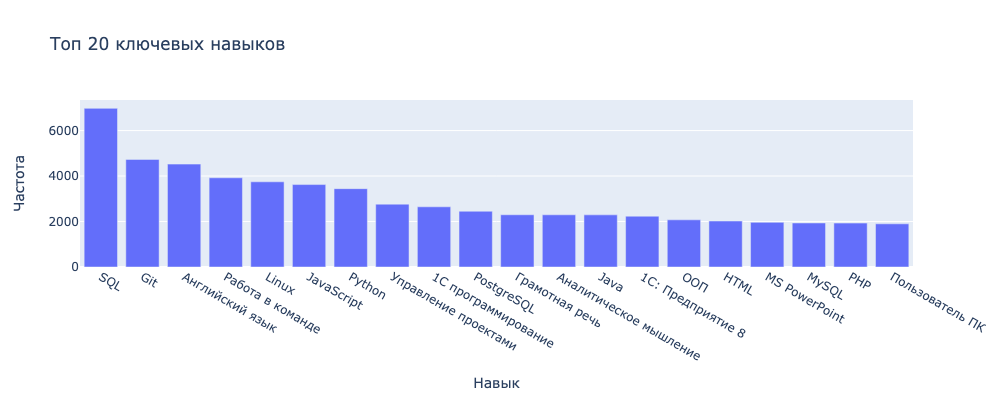 Топ 20 ключевых навыков
Частота
6000
4000
2000
0
SQL
Git
Английский язык
Работа в команде
Linux
JavaScript
Python
Управление проектами
1С программирование
PostgreSQL
Грамотная речь
Аналитическое мышление
Java
1С: Предприятие 8
ООП
HTML
MS PowerPoint
MySQL
PHP
Пользователь ПК
Навык